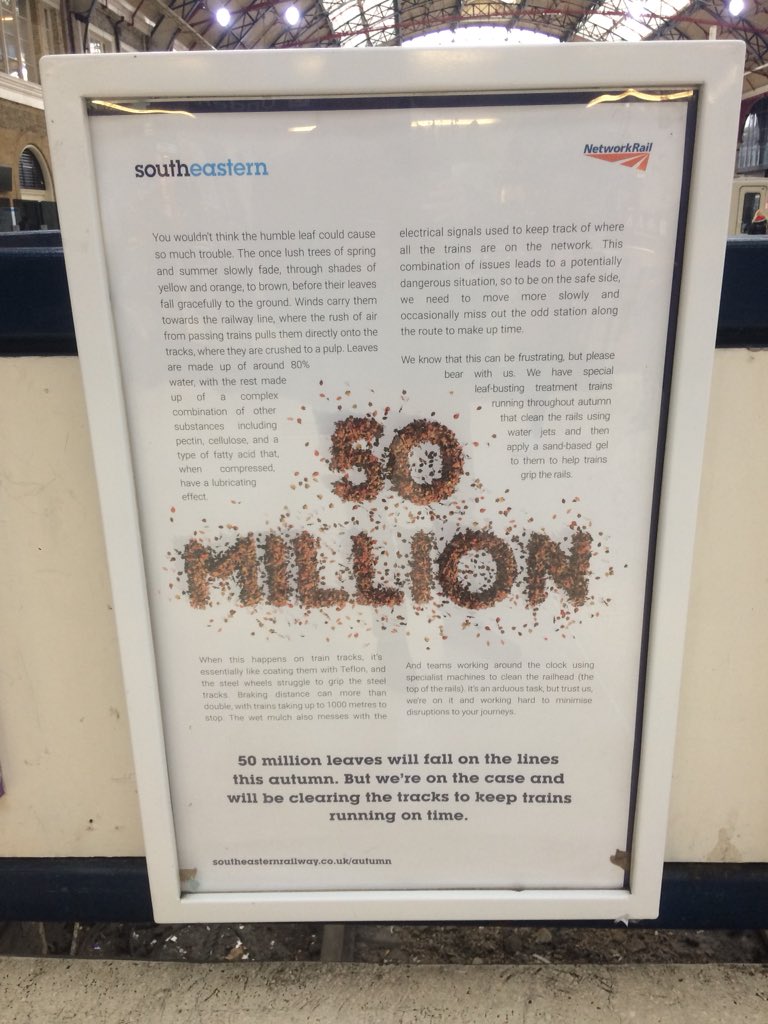 southeastern
NetworkRail
You wouldn't think the humble leaf could cause
so much trouble. The once lush trees of spring
and summer slowly fade, through shades of
yellow and orange, to brown, before their leaves
fall gracefully to the ground. Winds carry them
towards the railway line, where the rush of air
from passing trains pulls them directly onto the
tracks, where they are crushed to a pulp. Leaves
are made up of around 80%
water, with the rest made
up of a complex
combination of other
substances including
pectin, cellulose, and a
type of fatty acid that,
when compressed,
have a lubricating
effect.
50
MILLION
When this happens on train tracks, it's
essentially like coating them with Teflon, and
the steel wheels struggle to grip the steel
tracks. Braking distance can more than
double, with trains taking up to 1000 metres to
stop. The wet mulch also messes with the
electrical signals used to keep track of where
all the trains are on the network. This
combination of issues leads to a potentially
dangerous situation, so to be on the safe side,
we need to move more slowly and
occasionally miss out the odd station along
the route to make up time.
We know that this can be frustrating, but please
bear with us. We have special
leaf-busting treatment trains
running throughout autumn
that clean the rails using
water jets and then
apply a sand-based gel
to them to help trains
grip the rails.
And teams working around the clock using
specialist machines to clean the railhead (the
top of the rails). It's an arduous task, but trust us,
we're on it and working hard to minimise
disruptions to your journeys.
50 million leaves will fall on the lines
this autumn. But we're on the case and
will be clearing the tracks to keep trains
running on time.
southeasternrailway.co.uk/autumn